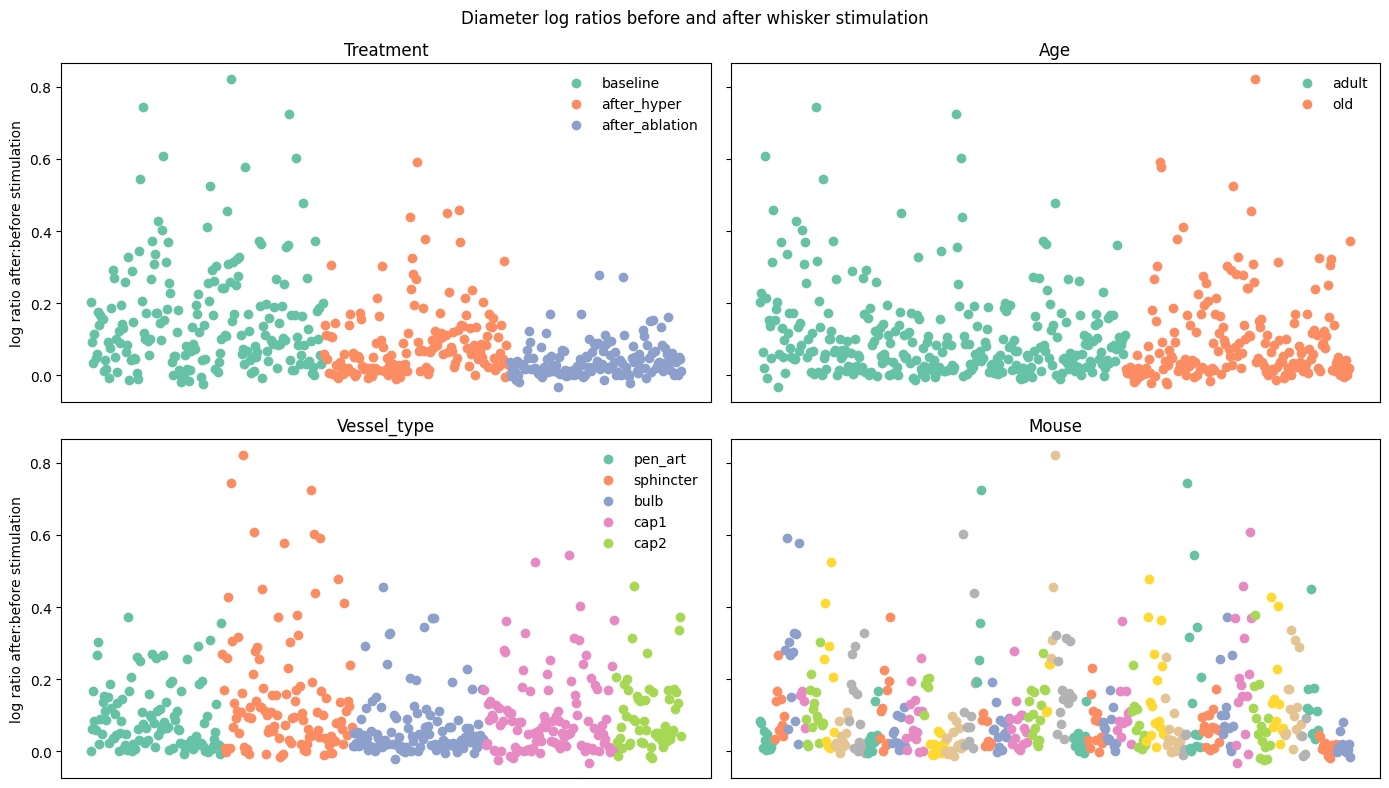 Diameter log ratios before and after whisker stimulation
Treatment
log ratio after:before stimulation
0.8
0.6
0.4
0.2
0.0
baseline
after_hyper
after_ablation
Age
adult
old
Vessel_type
log ratio after:before stimulation
0.8
0.6
0.4
0.2
0.0
pen_art
sphincter
bulb
cap1
cap2
Mouse